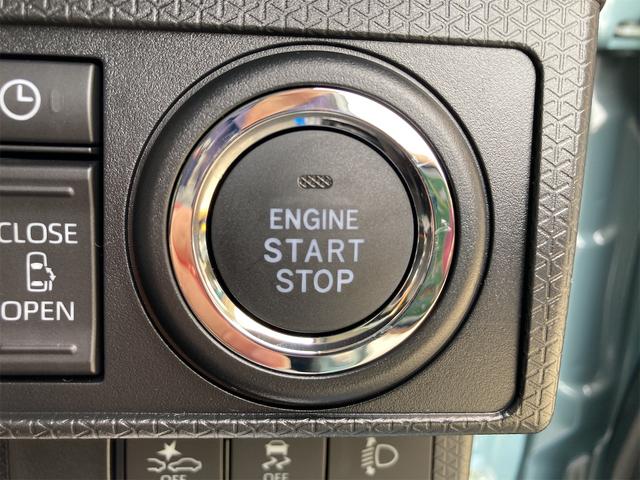 ENGINE
START
STOP
CLOSE
OPEN
OFF
OFF